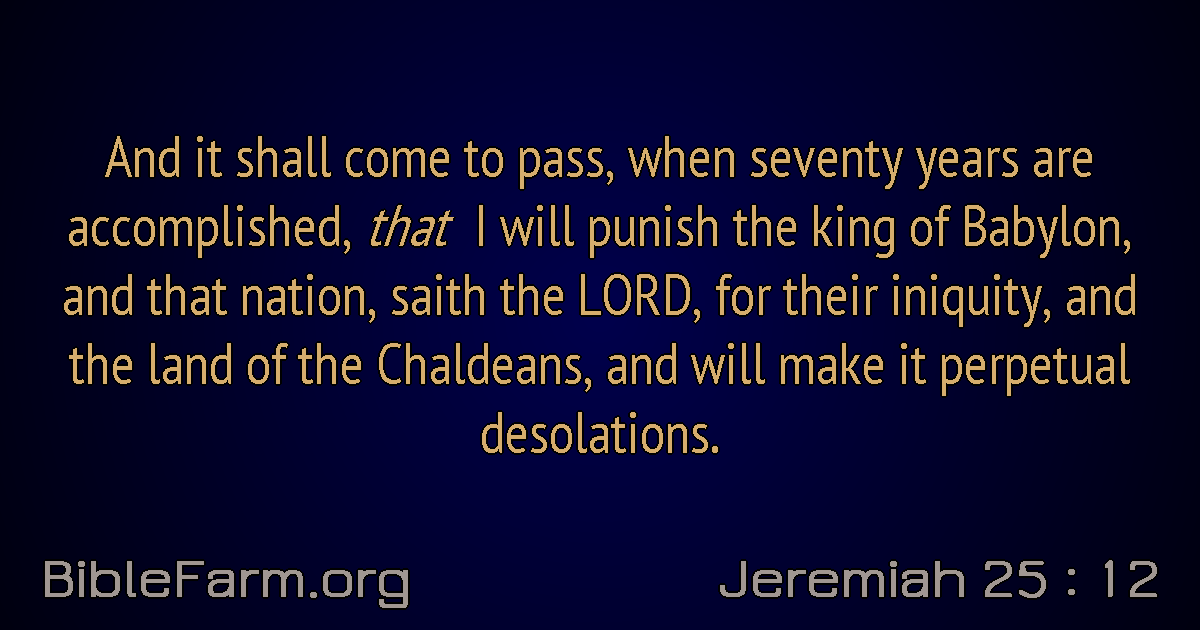 And it shall come to pass, when seventy years are
accomplished, that I will punish the king of Babylon,
and that nation, saith the LORD, for their iniquity, and
the land of the Chaldeans, and will make it perpetual
desolations.
BibleFarm.org
Jeremiah 25 : 12